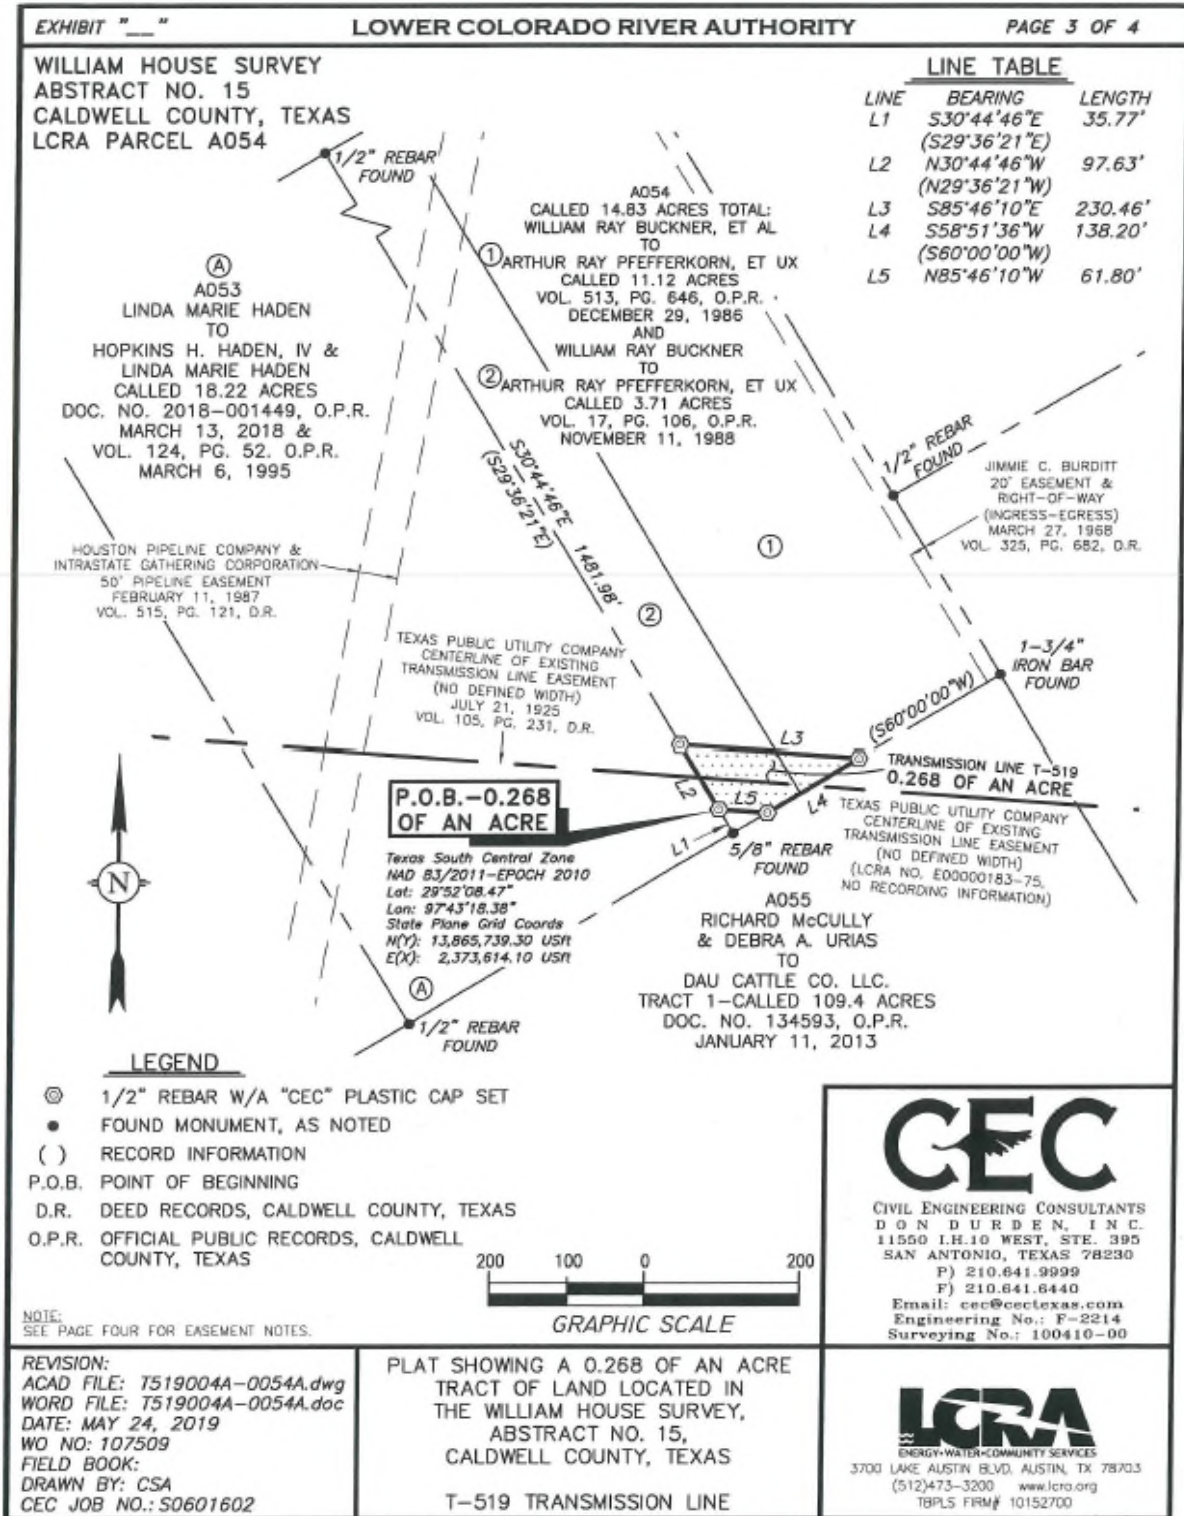 EXHIBIT "__"
LOWER COLORADO RIVER AUTHORITY
PAGE 3 OF 4
WILLIAM HOUSE SURVEY
ABSTRACT NO. 15
CALDWELL COUNTY, TEXAS
LCRA PARCEL A054
LINE TABLE
LINE BEARING LENGTH
L1 S30°44'46"E 35.77'
(S29°36'21"E)
L2 N30°44'46"W 97.63'
(N29°36'21"W)
L3 S85°46'10"E 230.46'
L4 S58°51'36"W 138.20'
(S60°00'00"W)
L5 N85°46'10"W 61.80'
1/2" REBAR
FOUND
A054
CALLED 14.83 ACRES TOTAL:
WILLIAM RAY BUCKNER, ET AL
TO
① ARTHUR RAY PFEFFERKORN, ET UX
CALLED 11.12 ACRES
VOL. 513, PG. 646, O.P.R.
DECEMBER 29, 1986
AND
WILLIAM RAY BUCKNER
TO
② ARTHUR RAY PFEFFERKORN, ET UX
CALLED 3.71 ACRES
VOL. 17, PG. 106, O.P.R.
NOVEMBER 11, 1988
Ⓐ
A053
LINDA MARIE HADEN
TO
HOPKINS H. HADEN, IV &
LINDA MARIE HADEN
CALLED 18.22 ACRES
DOC. NO. 2018-001449, O.P.R.
MARCH 13, 2018 &
VOL. 124, PG. 52. O.P.R.
MARCH 6, 1995
1/2" REBAR
FOUND
JIMMIE C. BURDITT
20' EASEMENT &
RIGHT-OF-WAY
(INGRESS-EGRESS)
MARCH 27, 1968
VOL. 325, PG. 682, D.R.
S30°44'46"E 1481.98'
(S29°36'21"E)
HOUSTON PIPELINE COMPANY &
INTRASTATE GATHERING CORPORATION
50' PIPELINE EASEMENT
FEBRUARY 11, 1987
VOL. 515, PG. 121, D.R.
①
②
TEXAS PUBLIC UTILITY COMPANY
CENTERLINE OF EXISTING
TRANSMISSION LINE EASEMENT
(NO DEFINED WIDTH)
JULY 21, 1925
VOL. 105, PG. 231, D.R.
1-3/4"
IRON BAR
FOUND
(S60°00'00"W)
L3
L2
L5
L4
L1
TRANSMISSION LINE T-519
0.268 OF AN ACRE
P.O.B.-0.268
OF AN ACRE
TEXAS PUBLIC UTILITY COMPANY
CENTERLINE OF EXISTING
TRANSMISSION LINE EASEMENT
(NO DEFINED WIDTH)
(LCRA NO. E00000183-75,
NO RECORDING INFORMATION)
5/8" REBAR
FOUND
Texas South Central Zone
NAD 83/2011-EPOCH 2010
Lat: 29°52'08.47"
Lon: 97°43'18.38"
State Plane Grid Coords
N(Y): 13,865,739.30 USft
E(X): 2,373,614.10 USft
N
A055
RICHARD McCULLY
& DEBRA A. URIAS
TO
DAU CATTLE CO. LLC.
TRACT 1-CALLED 109.4 ACRES
DOC. NO. 134593, O.P.R.
JANUARY 11, 2013
Ⓐ
1/2" REBAR
FOUND
LEGEND
1/2" REBAR W/A "CEC" PLASTIC CAP SET
FOUND MONUMENT, AS NOTED
( ) RECORD INFORMATION
P.O.B. POINT OF BEGINNING
D.R. DEED RECORDS, CALDWELL COUNTY, TEXAS
O.P.R. OFFICIAL PUBLIC RECORDS, CALDWELL
COUNTY, TEXAS
200 100 0 200
GRAPHIC SCALE
NOTE:
SEE PAGE FOUR FOR EASEMENT NOTES.
CEC
CIVIL ENGINEERING CONSULTANTS
DON DURDEN, INC.
11550 I.H.10 WEST, STE. 395
SAN ANTONIO, TEXAS 78230
P) 210.641.9999
F) 210.641.6440
Email: cec@cectexas.com
Engineering No.: F-2214
Surveying No.: 100410-00
REVISION:
ACAD FILE: T519004A-0054A.dwg
WORD FILE: T519004A-0054A.doc
DATE: MAY 24, 2019
WO NO: 107509
FIELD BOOK:
DRAWN BY: CSA
CEC JOB NO.: S0601602
PLAT SHOWING A 0.268 OF AN ACRE
TRACT OF LAND LOCATED IN
THE WILLIAM HOUSE SURVEY,
ABSTRACT NO. 15,
CALDWELL COUNTY, TEXAS
T-519 TRANSMISSION LINE
LCRA
ENERGY•WATER•COMMUNITY SERVICES
3700 LAKE AUSTIN BLVD. AUSTIN, TX 78703
(512)473-3200 www.lcra.org
TBPLS FIRM# 10152700